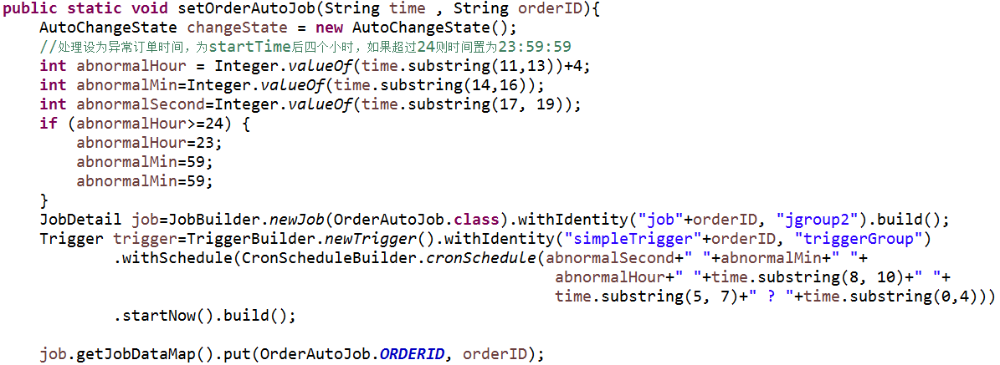 public static void setOrderAutoJob(String time , String orderID){
    AutoChangeState changeState = new AutoChangeState();
    //处理设为异常订单时间，为startTime后四个小时，如果超过24则时间置为23:59:59
    int abnormalHour = Integer.valueOf(time.substring(11,13))+4;
    int abnormalMin=Integer.valueOf(time.substring(14,16));
    int abnormalSecond=Integer.valueOf(time.substring(17, 19));
    if (abnormalHour>=24) {
        abnormalHour=23;
        abnormalMin=59;
        abnormalMin=59;
    }
    JobDetail job=JobBuilder.newJob(OrderAutoJob.class).withIdentity("job"+orderID, "jgroup2").build();
    Trigger trigger=TriggerBuilder.newTrigger().withIdentity("simpleTrigger"+orderID, "triggerGroup")
            .withSchedule(CronScheduleBuilder.cronSchedule(abnormalSecond+" "+abnormalMin+" "+
                                                            abnormalHour+" "+time.substring(8, 10)+" "+
                                                            time.substring(5, 7)+" ? "+time.substring(0,4)))
            .startNow().build();
    job.getJobDataMap().put(OrderAutoJob.ORDERID, orderID);